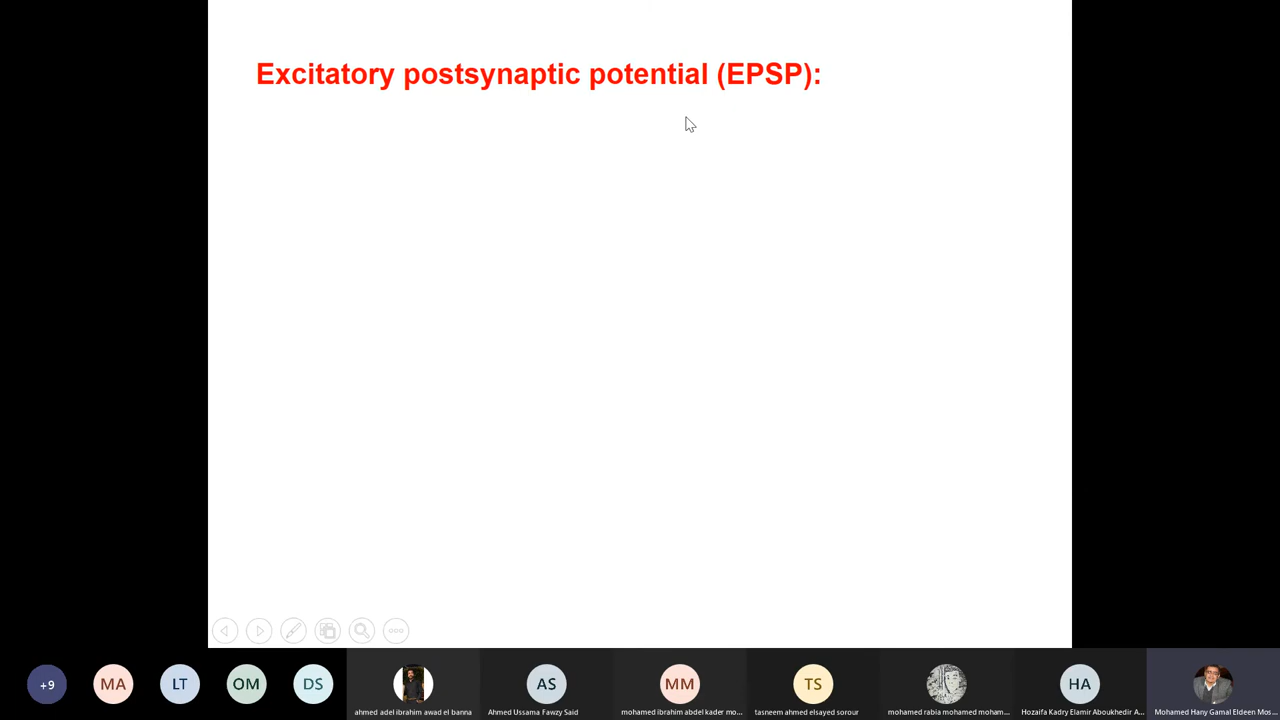 Excitatory postsynaptic potential (EPSP):
+9
MA
LT
OM
DS
AS
MM
TS
HA
ahmed adel ibrahim awad el banna
Ahmed Ussama Fawzy Said
mohamed ibrahim abdel kader mo...
tasneem ahmed elsayed sorour
mohamed rabia mohamed moham...
Hozaifa Kadry Elamir Aboukhedir A...
Mohamed Hany Gamal Eldeen Mos...